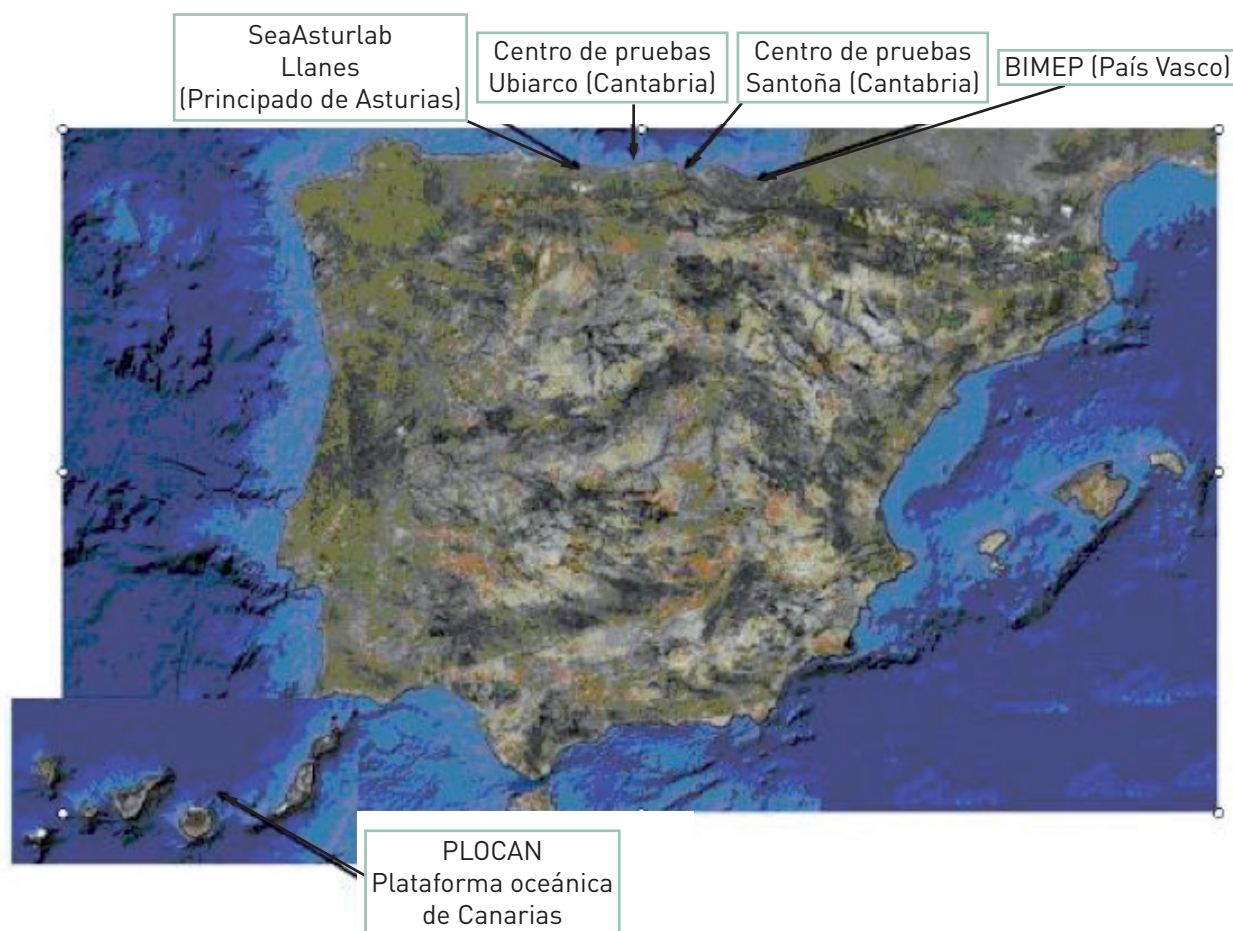 SeaAsturlab
Llanes
(Principado de Asturias)
Centro de pruebas
Ubiarco (Cantabria)
Centro de pruebas
Santoña (Cantabria)
BIMEP (País Vasco)
PLOCAN
Plataforma oceánica
de Canarias